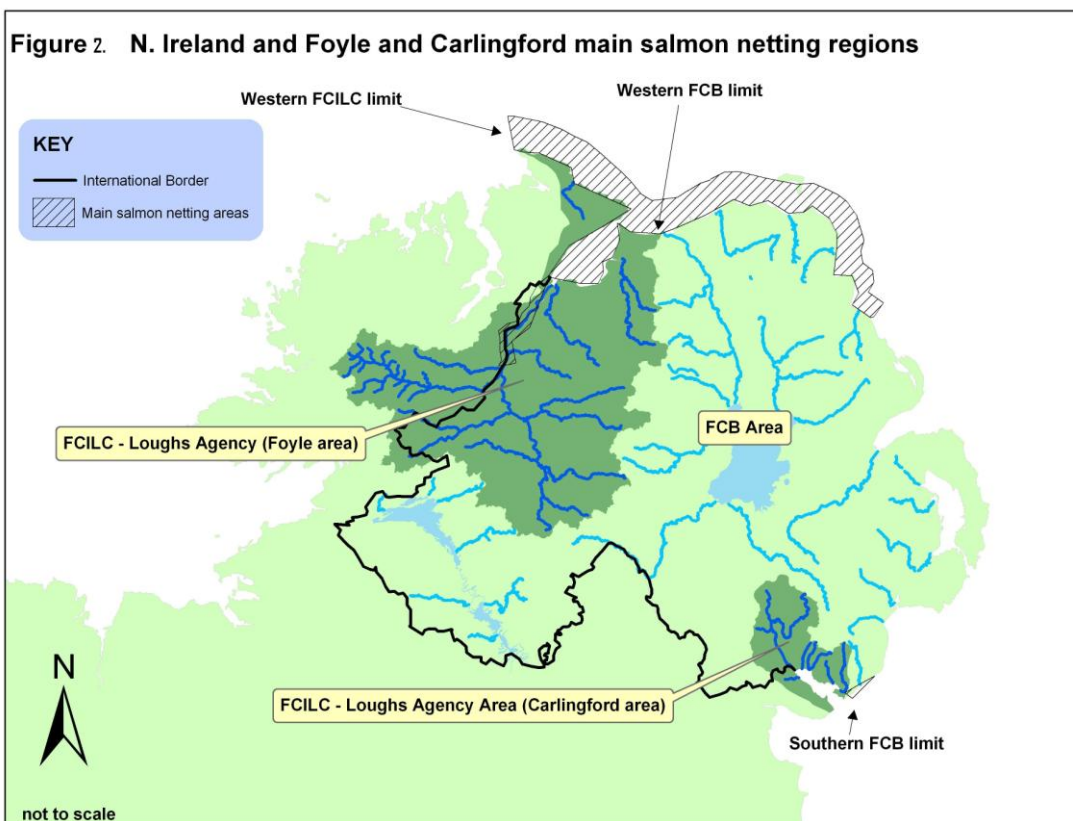 Figure 2. N. Ireland and Foyle and Carlingford main salmon netting regions
Western FCILC limit
Western FCB limit
KEY
International Border
Main salmon netting areas
FCILC - Loughs Agency (Foyle area)
FCB Area
FCILC - Loughs Agency Area (Carlingford area)
Southern FCB limit
N
not to scale